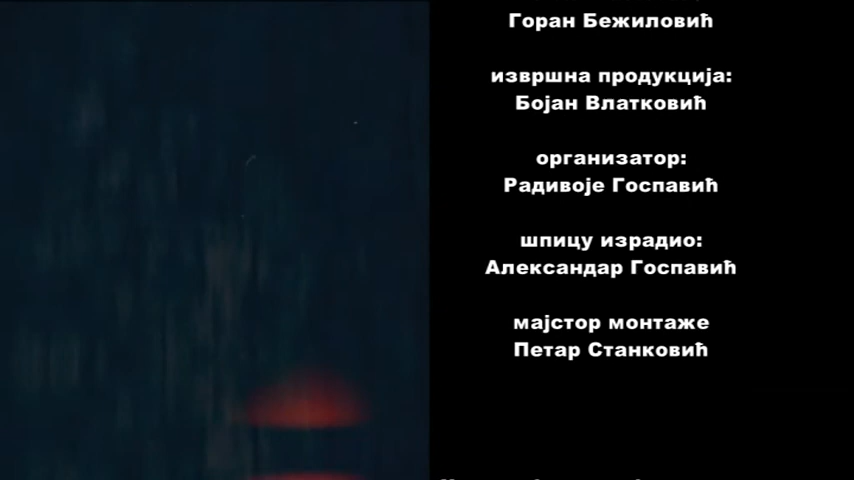 Горан Бежиловић
извршна продукција:
Бојан Влатковић
организатор:
Радивоје Госпавић
шпицу израдио:
Александар Госпавић
мајстор монтаже
Петар Станковић